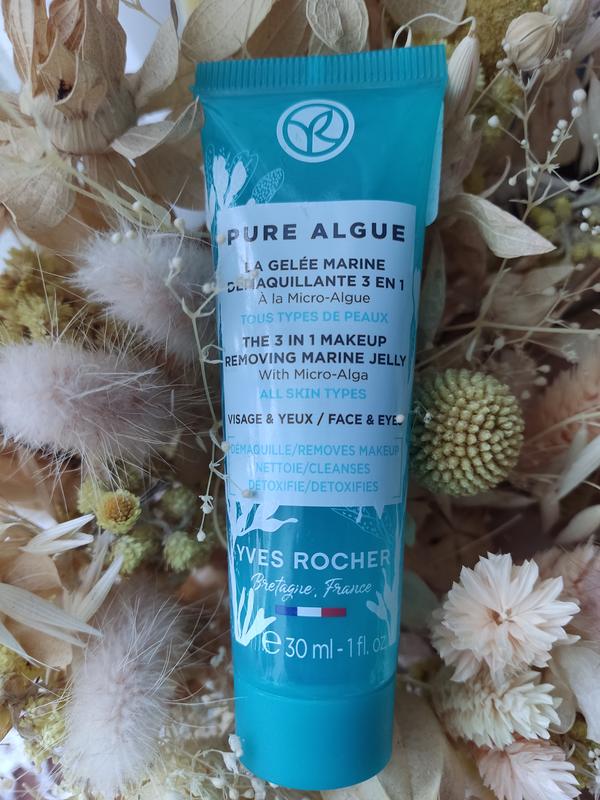 PURE ALGUE
LA GELÉE MARINE
DÉMAQUILLANTE 3 EN 1
À la Micro-Algue
TOUS TYPES DE PEAUX
THE 3 IN 1 MAKEUP
REMOVING MARINE JELLY
With Micro-Alga
ALL SKIN TYPES
VISAGE & YEUX / FACE & EYES
DÉMAQUILLE/REMOVES MAKEUP
NETTOIE/CLEANSES
DÉTOXIFIE/DETOXIFIES
YVES ROCHER
Bretagne, France
℮ 30 ml - 1 fl. oz